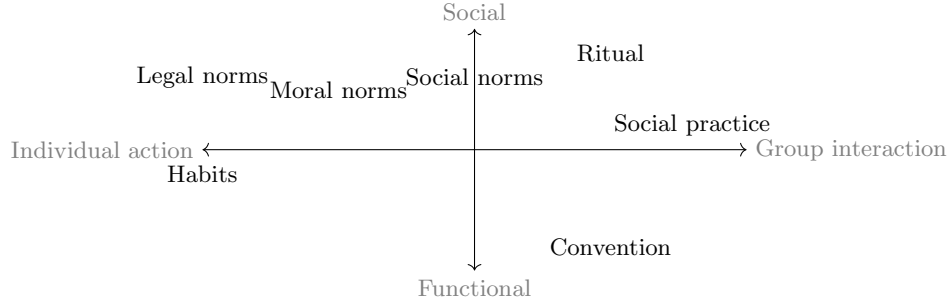 Social
Ritual
Legal norms
Moral norms
Social norms
Social practice
Individual action
Group interaction
Habits
Convention
Functional